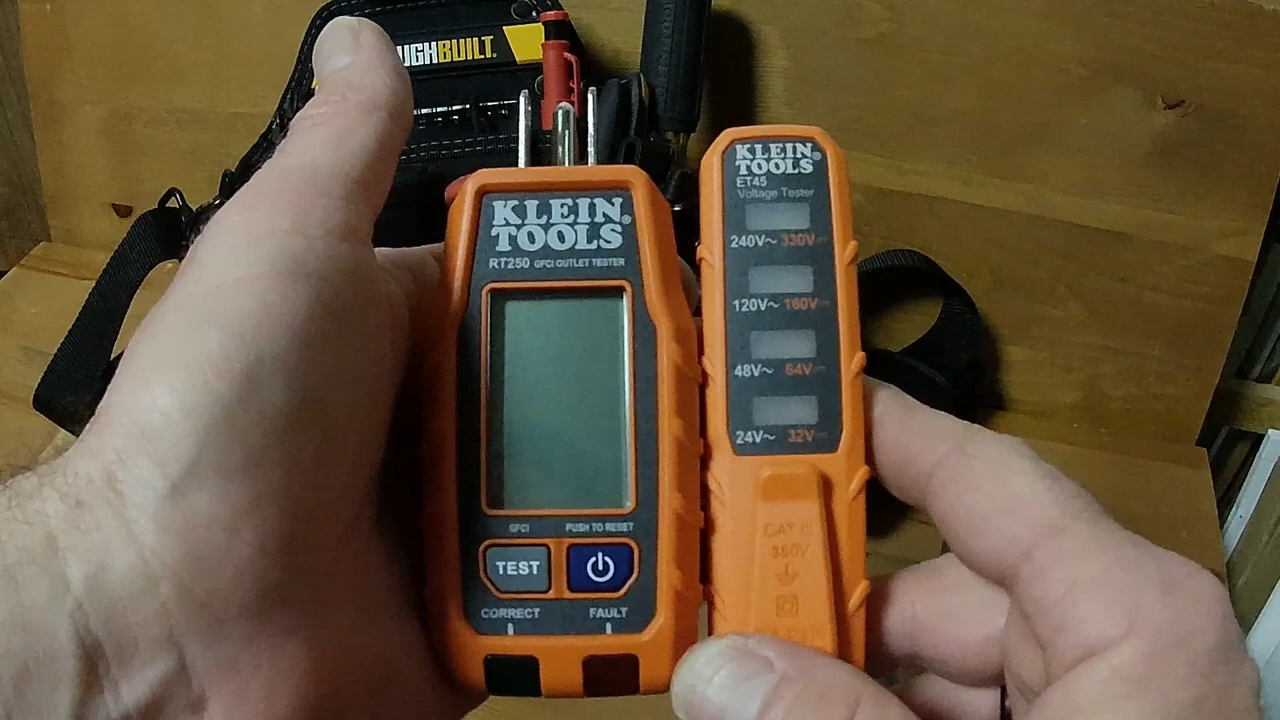 UGHBUILT.
KLEIN
TOOLS®
RT250 GFCI OUTLET TESTER
GFCI PUSH TO RESET
TEST
CORRECT FAULT
KLEIN
TOOLS®
ET45
Voltage Tester
240V~ 330V⎓
120V~ 160V⎓
48V~ 64V⎓
24V~ 32V⎓
CAT III
350V